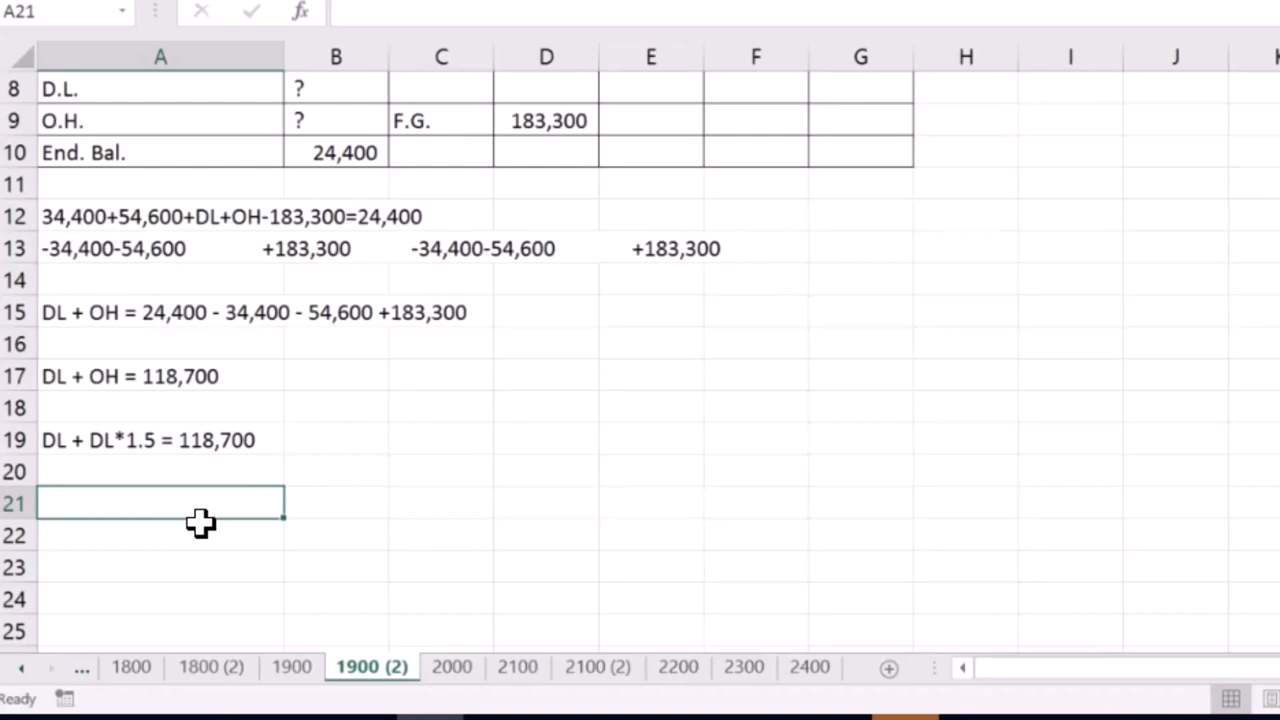 A21 fx
A B C D E F G H I J K
8 D.L. ?
9 O.H. ? F.G. 183,300
10 End. Bal. 24,400
11
12 34,400+54,600+DL+OH-183,300=24,400
13 -34,400-54,600 +183,300 -34,400-54,600 +183,300
14
15 DL + OH = 24,400 - 34,400 - 54,600 +183,300
16
17 DL + OH = 118,700
18
19 DL + DL*1.5 = 118,700
20
21
22
23
24
25
... 1800 1800 (2) 1900 1900 (2) 2000 2100 2100 (2) 2200 2300 2400
Ready